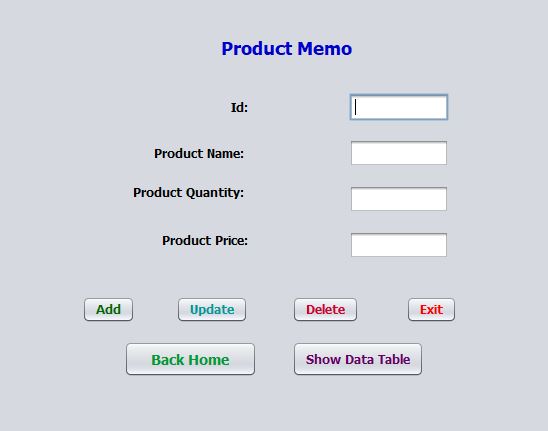 Product Memo
Id:
Product Name:
Product Quantity:
Product Price:
Add Update Delete Exit
Back Home Show Data Table